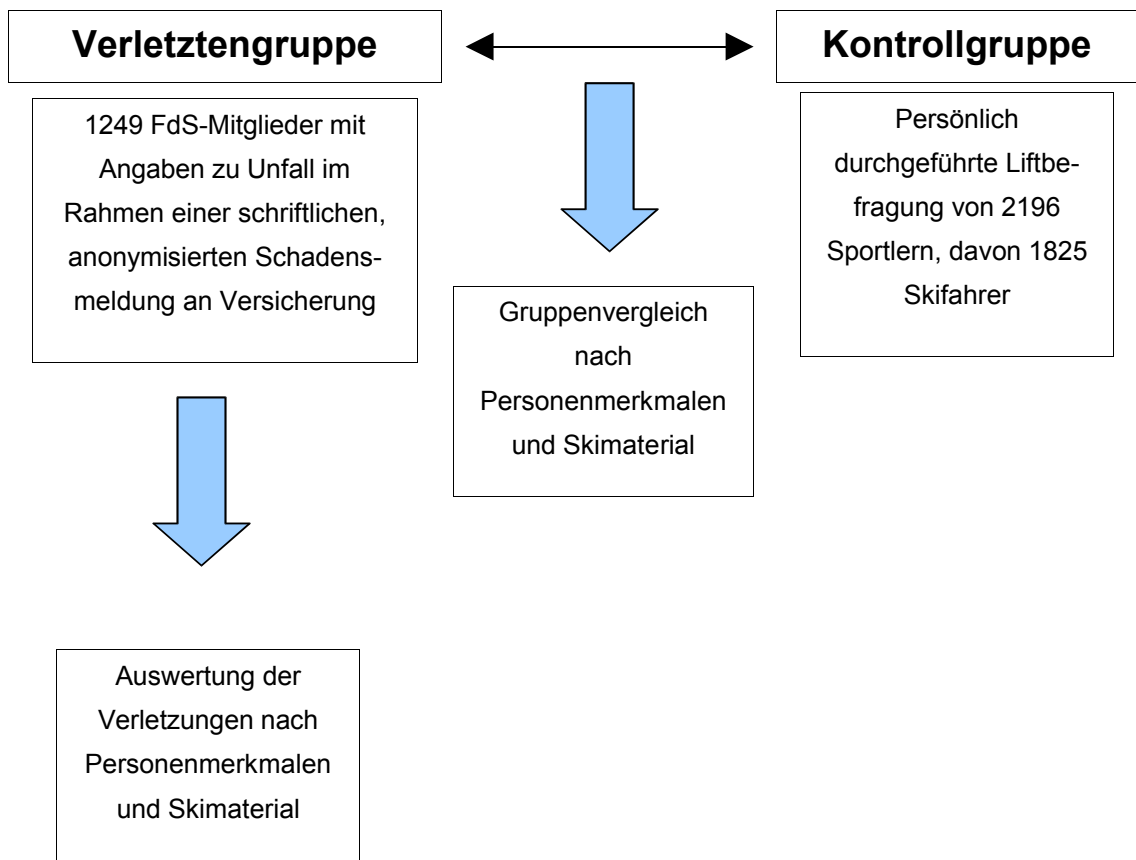 Verletztengruppe
Kontrollgruppe
1249 FdS-Mitglieder mit
Angaben zu Unfall im
Rahmen einer schriftlichen,
anonymisierten Schadens-
meldung an Versicherung
Persönlich
durchgeführte Liftbe-
fragung von 2196
Sportlern, davon 1825
Skifahrer
Gruppenvergleich
nach
Personenmerkmalen
und Skimaterial
Auswertung der
Verletzungen nach
Personenmerkmalen
und Skimaterial